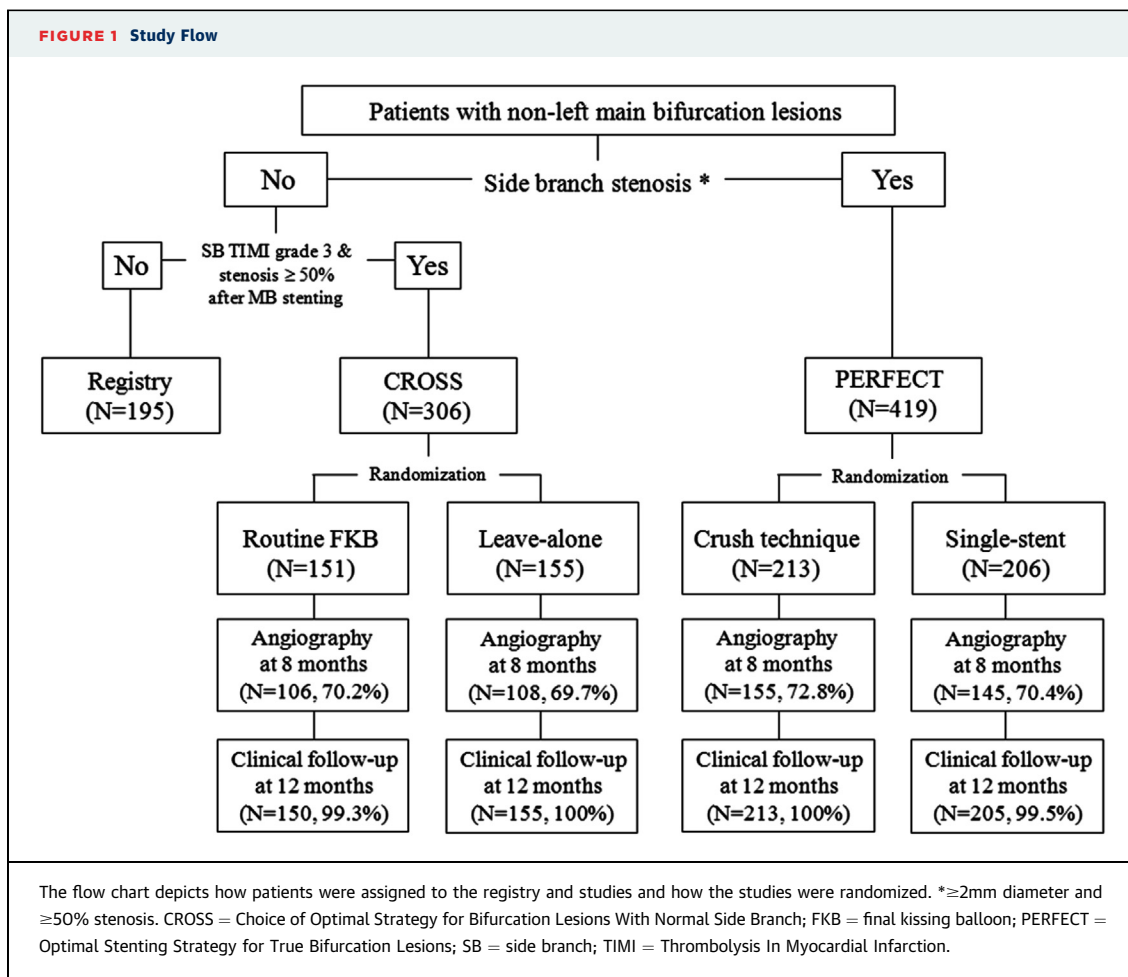 FIGURE 1 Study Flow
Patients with non-left main bifurcation lesions
No
Side branch stenosis *
Yes
No
SB TIMI grade 3 &
stenosis ≥ 50%
after MB stenting
Yes
Registry
(N=195)
CROSS
(N=306)
PERFECT
(N=419)
Randomization
Randomization
Routine FKB
(N=151)
Leave-alone
(N=155)
Crush technique
(N=213)
Single-stent
(N=206)
Angiography
at 8 months
(N=106, 70.2%)
Angiography
at 8 months
(N=108, 69.7%)
Angiography
at 8 months
(N=155, 72.8%)
Angiography
at 8 months
(N=145, 70.4%)
Clinical follow-up
at 12 months
(N=150, 99.3%)
Clinical follow-up
at 12 months
(N=155, 100%)
Clinical follow-up
at 12 months
(N=213, 100%)
Clinical follow-up
at 12 months
(N=205, 99.5%)
The flow chart depicts how patients were assigned to the registry and studies and how the studies were randomized. *≥2mm diameter and
≥50% stenosis. CROSS = Choice of Optimal Strategy for Bifurcation Lesions With Normal Side Branch; FKB = final kissing balloon; PERFECT =
Optimal Stenting Strategy for True Bifurcation Lesions; SB = side branch; TIMI = Thrombolysis In Myocardial Infarction.